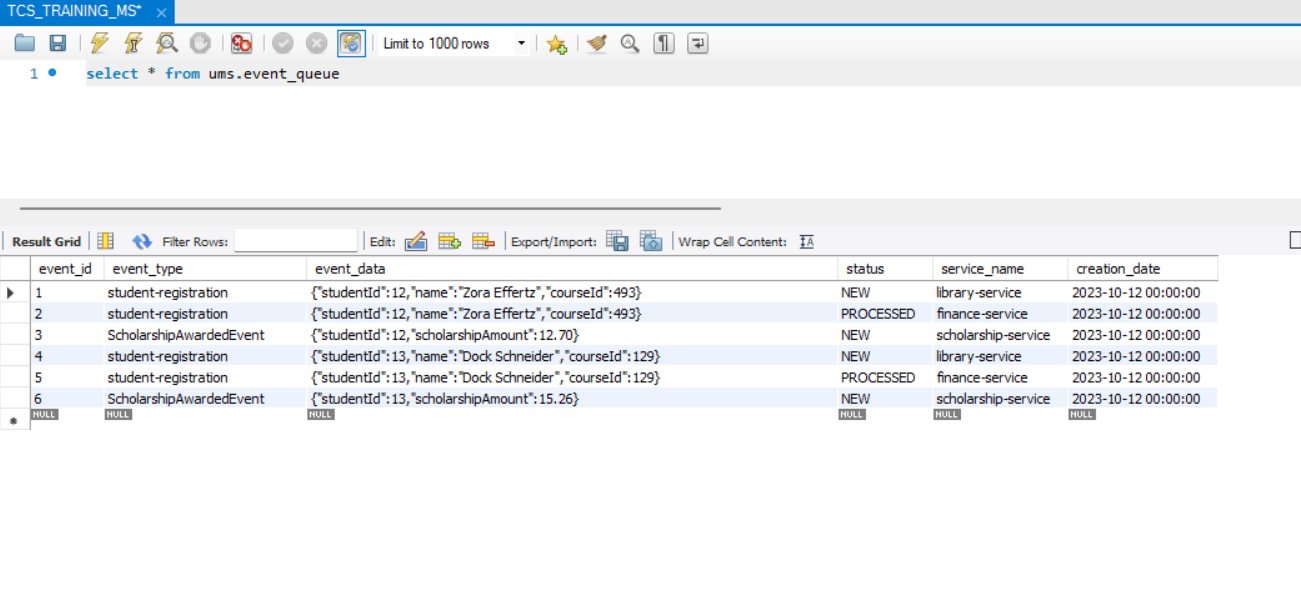 TCS_TRAINING_MS*
Limit to 1000 rows
1 select * from ums.event_queue
Result Grid Filter Rows: Edit: Export/Import: Wrap Cell Content: IA
event_id event_type event_data status service_name creation_date
1 student-registration {"studentId":12,"name":"Zora Effertz","courseId":493} NEW library-service 2023-10-12 00:00:00
2 student-registration {"studentId":12,"name":"Zora Effertz","courseId":493} PROCESSED finance-service 2023-10-12 00:00:00
3 ScholarshipAwardedEvent {"studentId":12,"scholarshipAmount":12.70} NEW scholarship-service 2023-10-12 00:00:00
4 student-registration {"studentId":13,"name":"Dock Schneider","courseId":129} NEW library-service 2023-10-12 00:00:00
5 student-registration {"studentId":13,"name":"Dock Schneider","courseId":129} PROCESSED finance-service 2023-10-12 00:00:00
6 ScholarshipAwardedEvent {"studentId":13,"scholarshipAmount":15.26} NEW scholarship-service 2023-10-12 00:00:00
NULL NULL NULL NULL NULL NULL